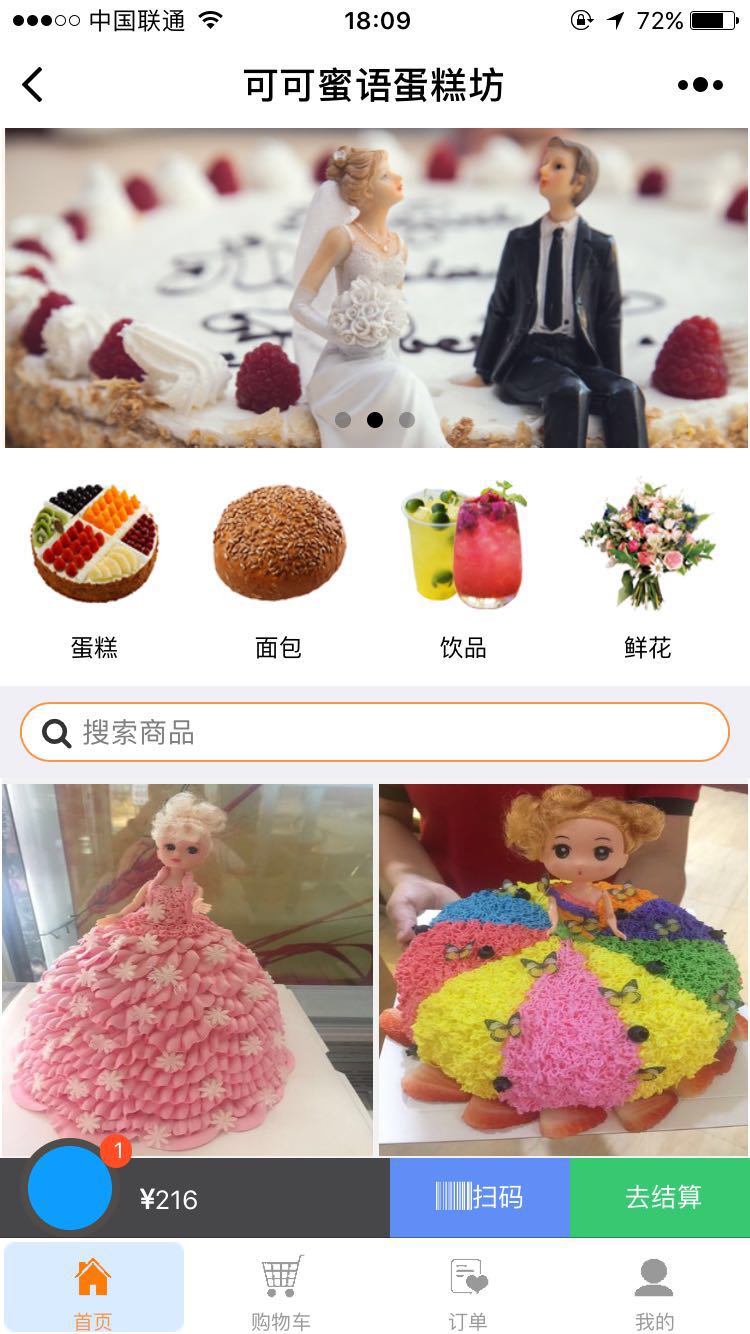 中国联通 18:09 72%
可可蜜语蛋糕坊
蛋糕 面包 饮品 鲜花
搜索商品
1
¥216 扫码 去结算
首页 购物车 订单 我的